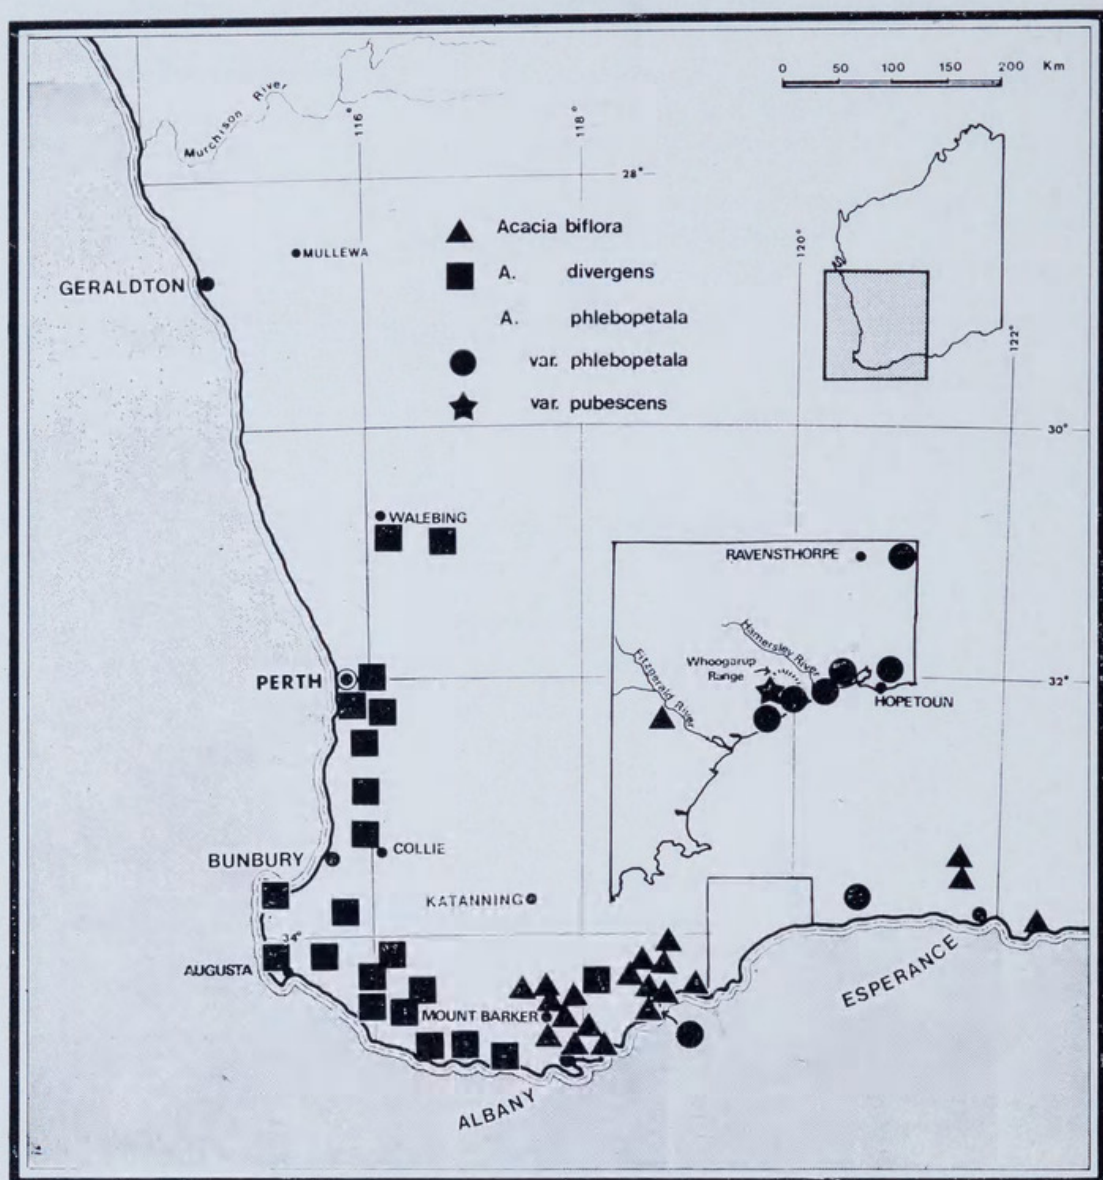 0 50 100 150 200 Km
Murchison River
116°
118°
28°
120°
122°
Acacia biflora
MULLEWA
A. divergens
GERALDTON
A. phlebopetala
var. phlebopetala
var. pubescens
30°
WALEBING
RAVENSTHORPE
Hamersley River
Fitzgerald River
Whoogarup
Range
PERTH
32°
HOPETOUN
BUNBURY
COLLIE
KATANNING
34°
AUGUSTA
ESPERANCE
MOUNT BARKER
ALBANY